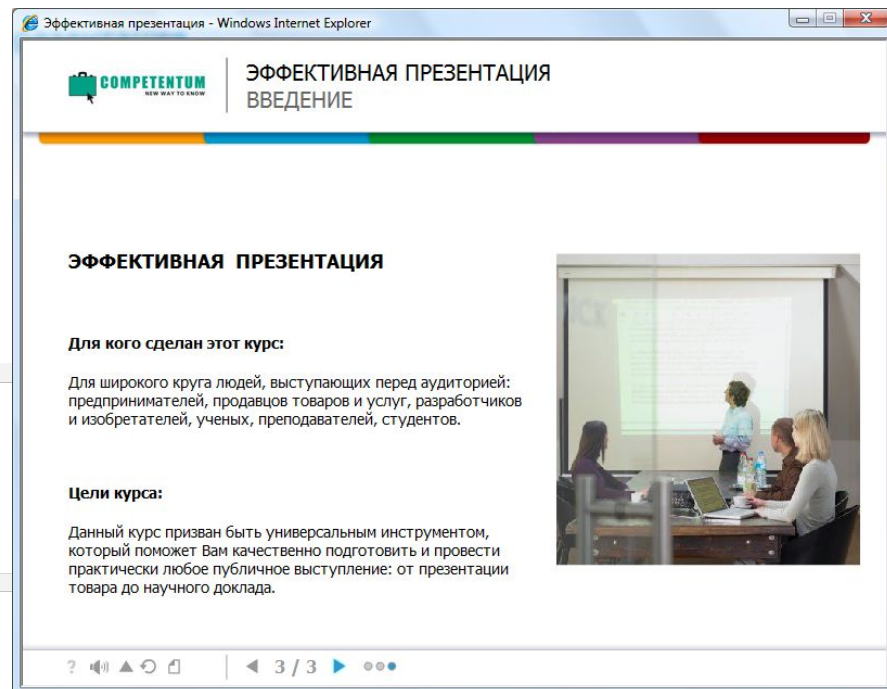 Эффективная презентация - Windows Internet Explorer
COMPETENTUM
NEW WAY TO KNOW
ЭФФЕКТИВНАЯ ПРЕЗЕНТАЦИЯ
ВВЕДЕНИЕ
ЭФФЕКТИВНАЯ ПРЕЗЕНТАЦИЯ
Для кого сделан этот курс:
Для широкого круга людей, выступающих перед аудиторией:
предпринимателей, продавцов товаров и услуг, разработчиков
и изобретателей, ученых, преподавателей, студентов.
Цели курса:
Данный курс призван быть универсальным инструментом,
который поможет Вам качественно подготовить и провести
практически любое публичное выступление: от презентации
товара до научного доклада.
? 3 / 3